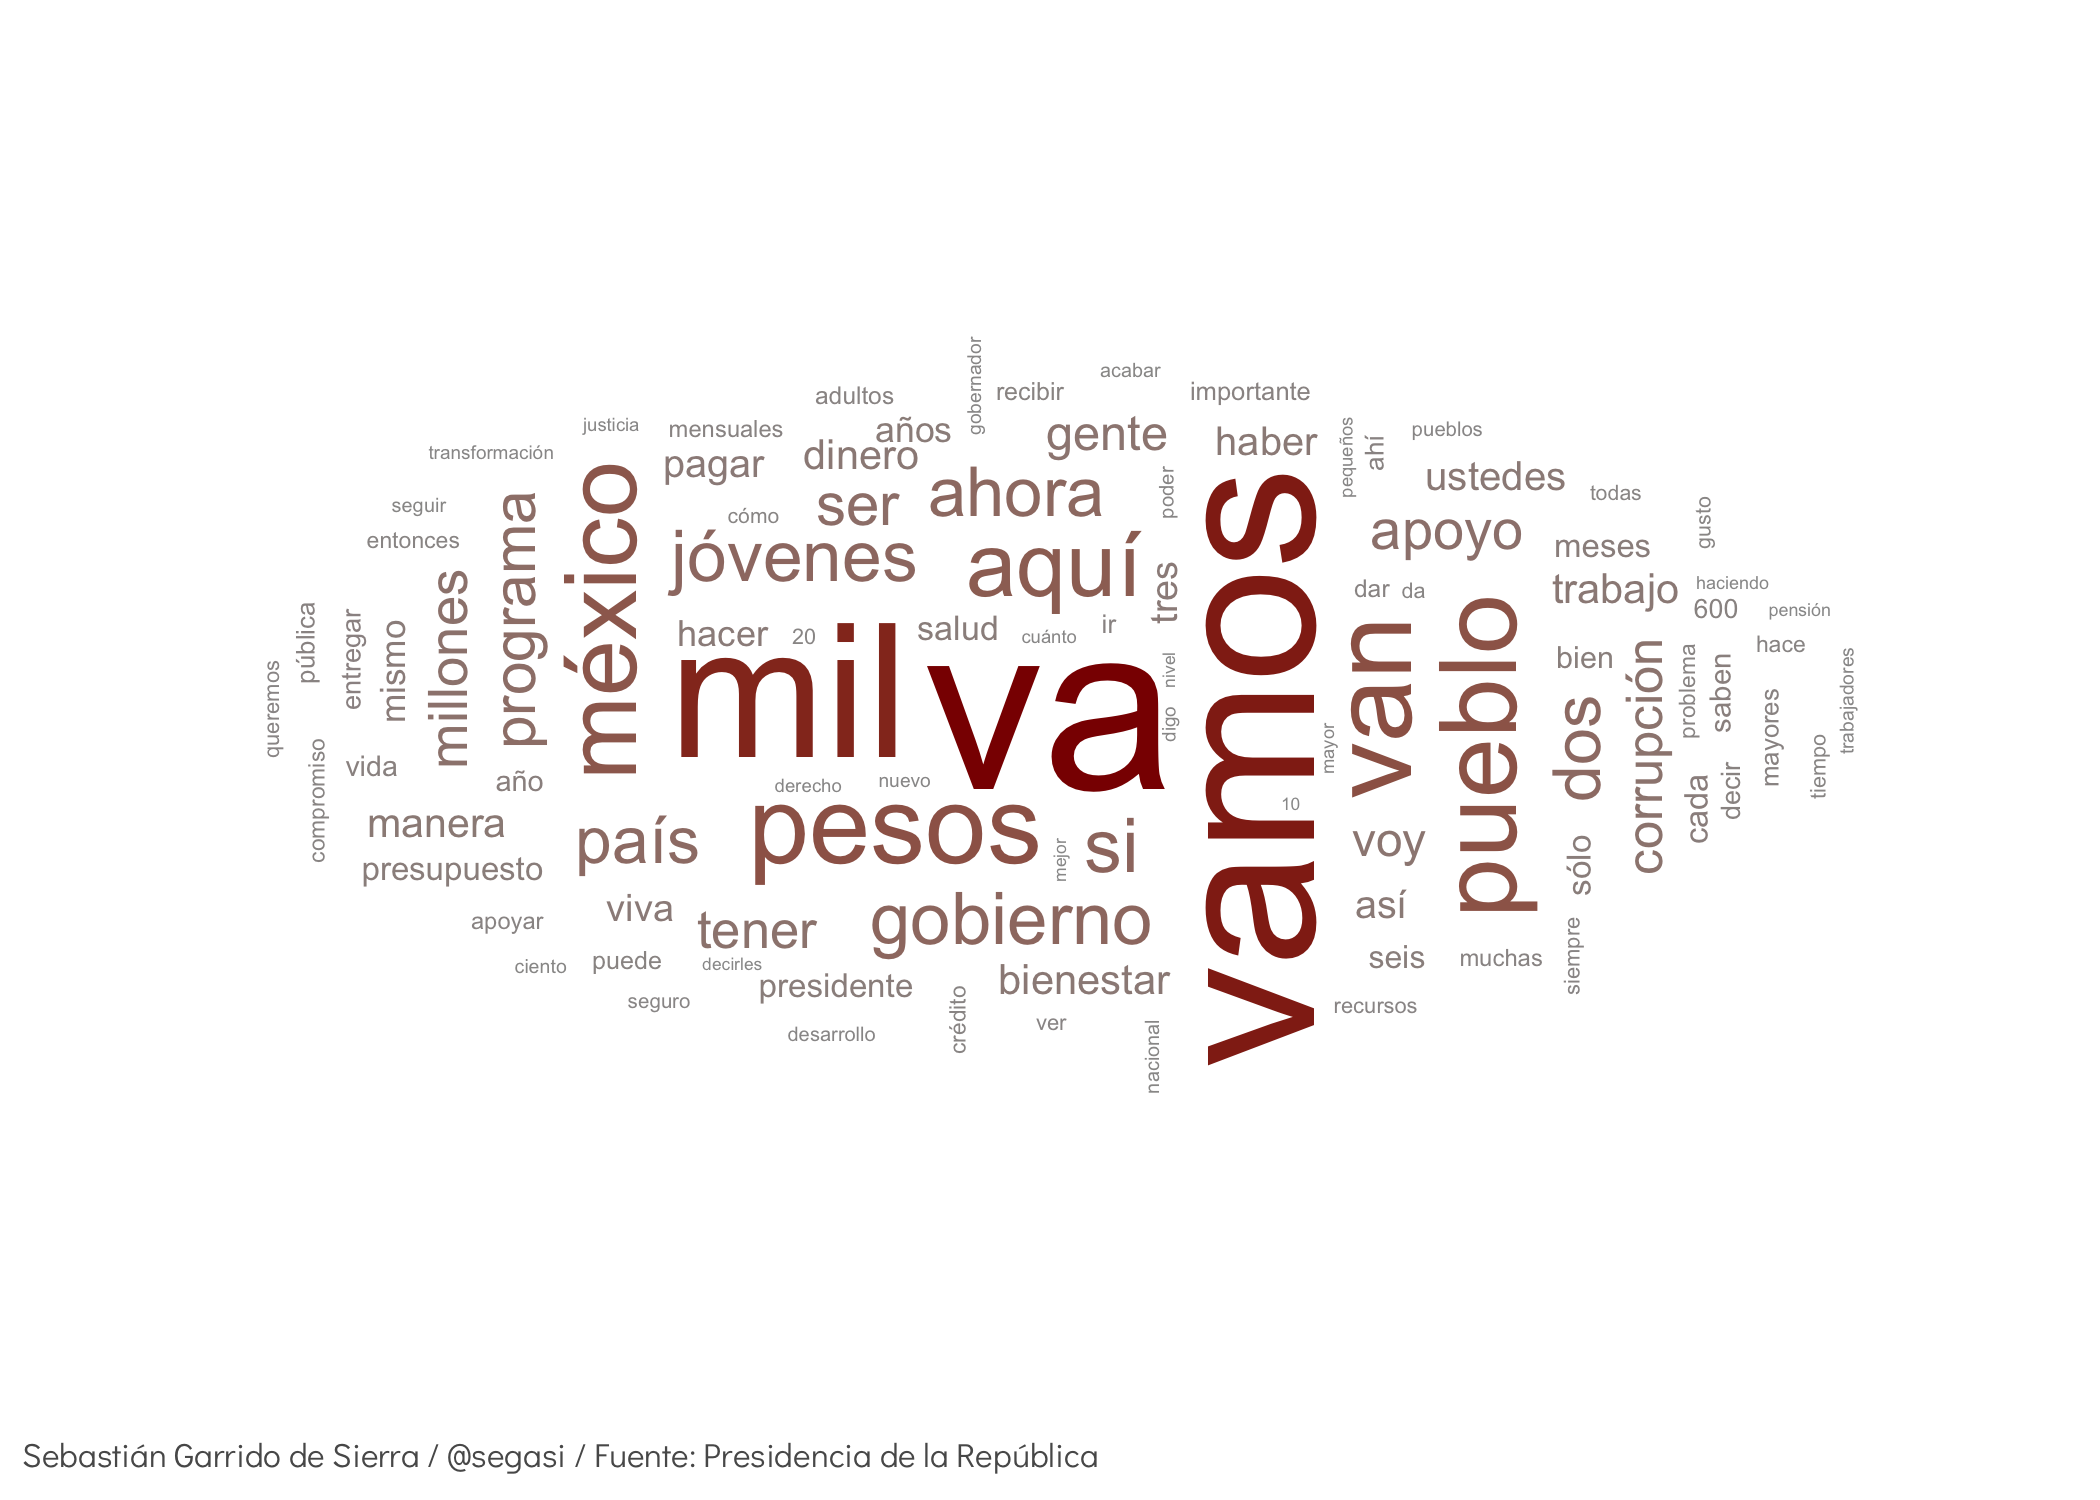 gobernador
acabar
adultos
recibir
importante
justicia
mensuales
años
gente
haber
pequeños
ahí
pueblos
transformación
pagar
dinero
ustedes
seguir
programa
méxico
cómo
ser
ahora
poder
vamos
apoyo
todas
gusto
entonces
jóvenes
aquí
tres
meses
pública
entregar
mismo
millones
hacer
20
salud
cuánto
ir
dar
da
trabajo
haciendo
600
pensión
queremos
mil
va
nivel
digo
van
pueblo
bien
corrupción
problema
saben
hace
mayores
trabajadores
compromiso
vida
año
derecho
nuevo
mayor
10
dos
cada
decir
tiempo
manera
país
pesos
mejor
si
voy
sólo
presupuesto
apoyar
viva
tener
gobierno
así
ciento
puede
decirles
bienestar
seis
muchas
siempre
seguro
presidente
crédito
ver
nacional
recursos
desarrollo
Sebastián Garrido de Sierra / @segasi / Fuente: Presidencia de la República